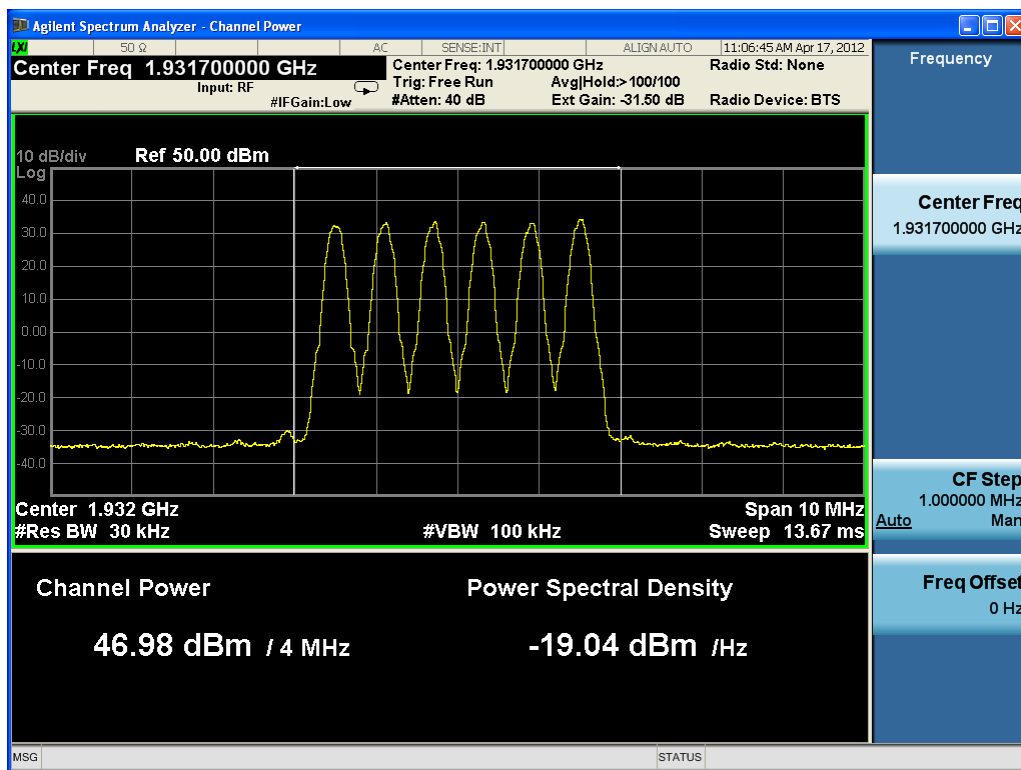 Agilent Spectrum Analyzer - Channel Power
LXI 50 Ω AC SENSE:INT ALIGN AUTO 11:06:45 AM Apr 17, 2012
Center Freq 1.931700000 GHz
Input: RF
#IFGain:Low
Center Freq: 1.931700000 GHz
Trig: Free Run Avg|Hold:>100/100
#Atten: 40 dB Ext Gain: -31.50 dB
Radio Std: None
Radio Device: BTS
10 dB/div Ref 50.00 dBm
Log
40.0
30.0
20.0
10.0
0.00
-10.0
-20.0
-30.0
-40.0
Center 1.932 GHz Span 10 MHz
#Res BW 30 kHz #VBW 100 kHz Sweep 13.67 ms
Channel Power Power Spectral Density
46.98 dBm / 4 MHz -19.04 dBm /Hz
Frequency
Center Freq
1.931700000 GHz
CF Step
1.000000 MHz
Auto Man
Freq Offset
0 Hz
MSG STATUS